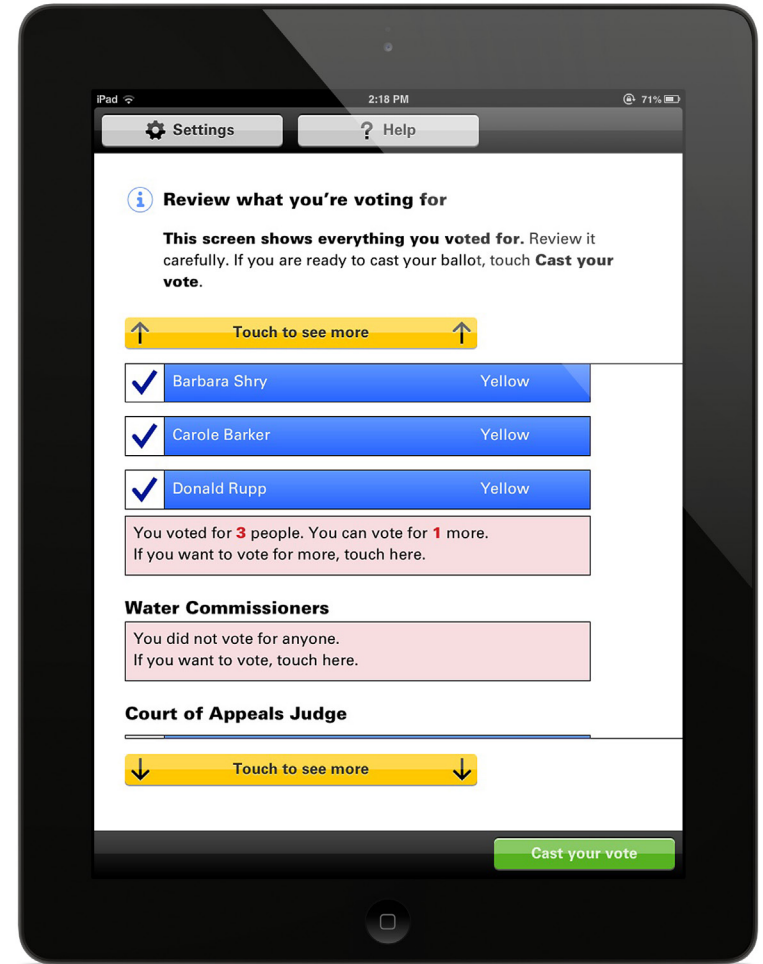 iPad 2:18 PM 71%
Settings ? Help
Review what you're voting for
This screen shows everything you voted for. Review it
carefully. If you are ready to cast your ballot, touch Cast your
vote.
Touch to see more
Barbara Shry Yellow
Carole Barker Yellow
Donald Rupp Yellow
You voted for 3 people. You can vote for 1 more.
If you want to vote for more, touch here.
Water Commissioners
You did not vote for anyone.
If you want to vote, touch here.
Court of Appeals Judge
Touch to see more
Cast your vote